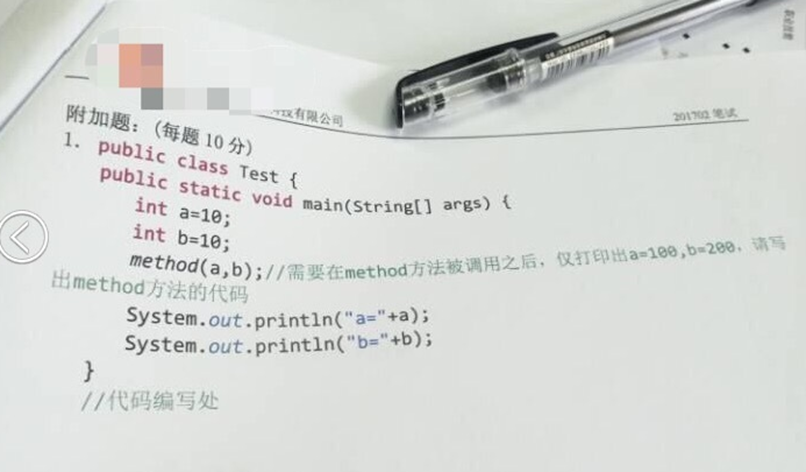 科技有限公司
201702 笔试
附加题：(每题 10 分)
1. public class Test {
public static void main(String[] args) {
int a=10;
int b=10;
method(a,b);//需要在method方法被调用之后，仅打印出a=100,b=200，请写
出method方法的代码
System.out.println("a="+a);
System.out.println("b="+b);
}
//代码编写处